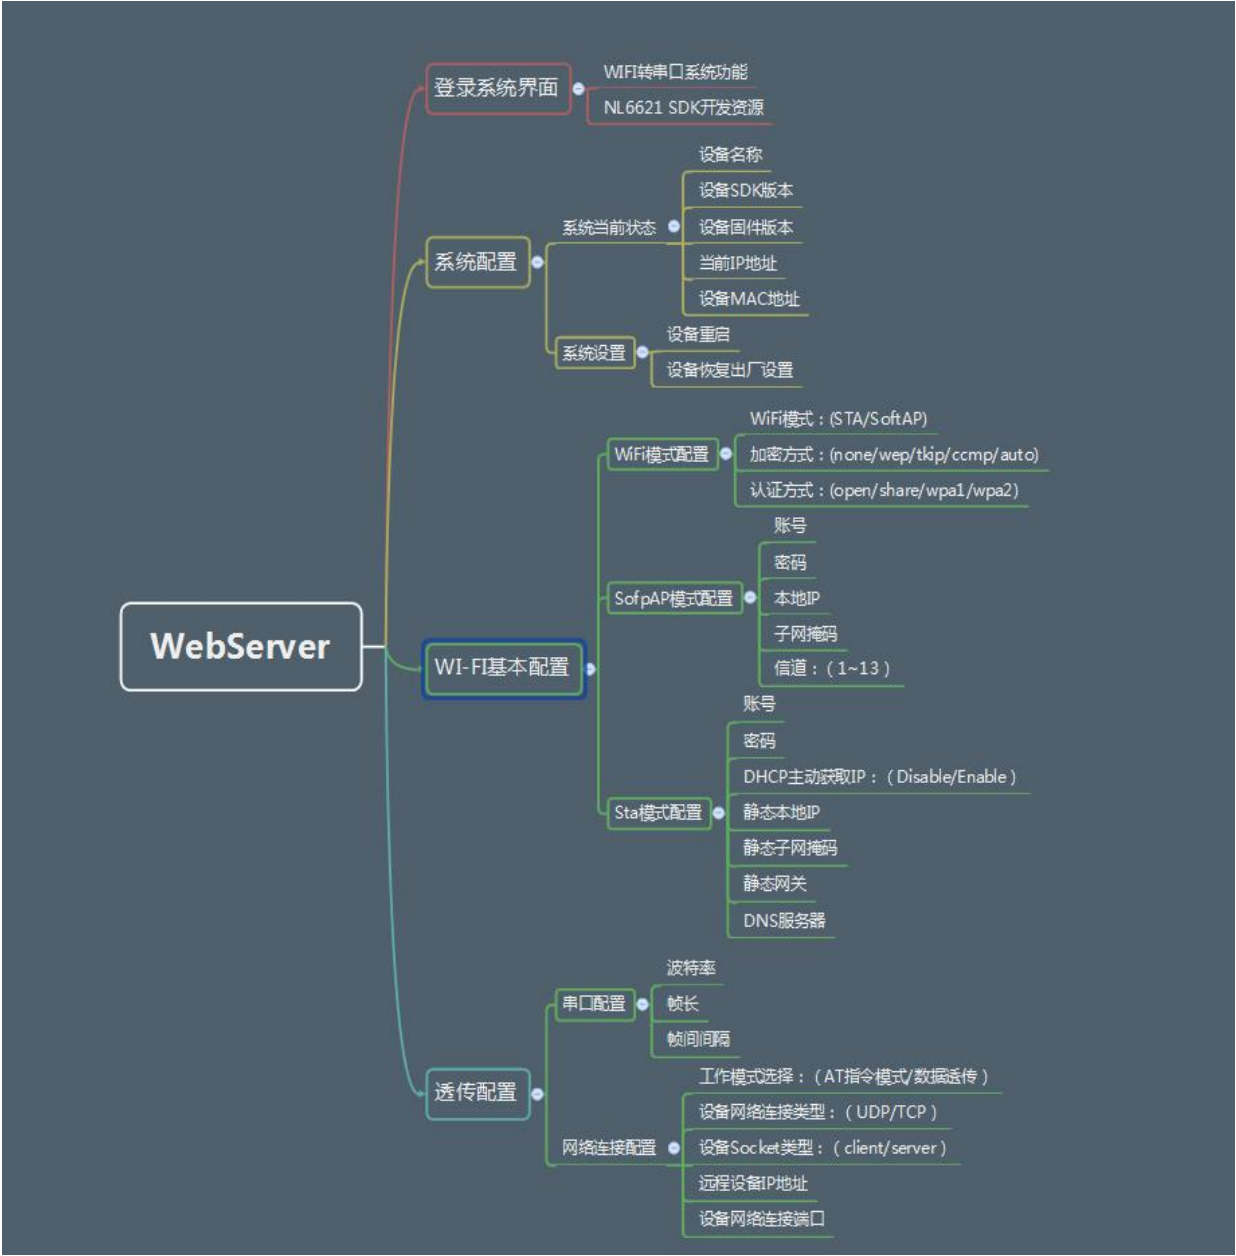 WebServer
登录系统界面
WIFI转串口系统功能
NL6621 SDK开发资源
系统配置
系统当前状态
设备名称
设备SDK版本
设备固件版本
当前IP地址
设备MAC地址
系统设置
设备重启
设备恢复出厂设置
WI-FI基本配置
WiFi模式配置
WiFi模式：(STA/SoftAP)
加密方式：(none/wep/tkip/ccmp/auto)
认证方式：(open/share/wpa1/wpa2)
SofpAP模式配置
账号
密码
本地IP
子网掩码
信道：（1~13）
Sta模式配置
账号
密码
DHCP主动获取IP：（Disable/Enable）
静态本地IP
静态子网掩码
静态网关
DNS服务器
透传配置
串口配置
波特率
帧长
帧间间隔
网络连接配置
工作模式选择：（AT指令模式/数据透传）
设备网络连接类型：（UDP/TCP）
设备Socket类型：（client/server）
远程设备IP地址
设备网络连接端口